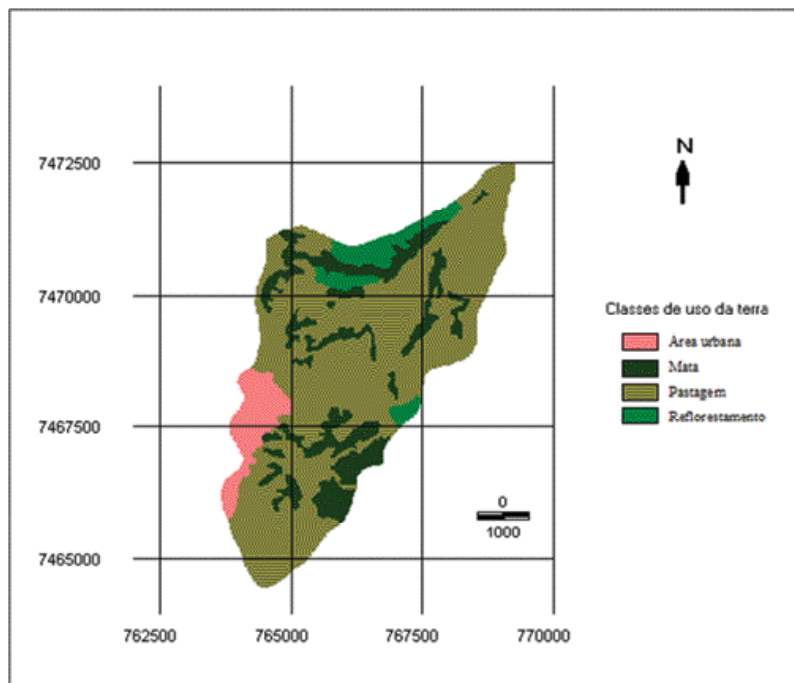 7472500
N
7470000
Classes de uso da terra
Área urbana
Mata
Pastagem
Reflorestamento
7467500
0
1000
7465000
762500 765000 767500 770000